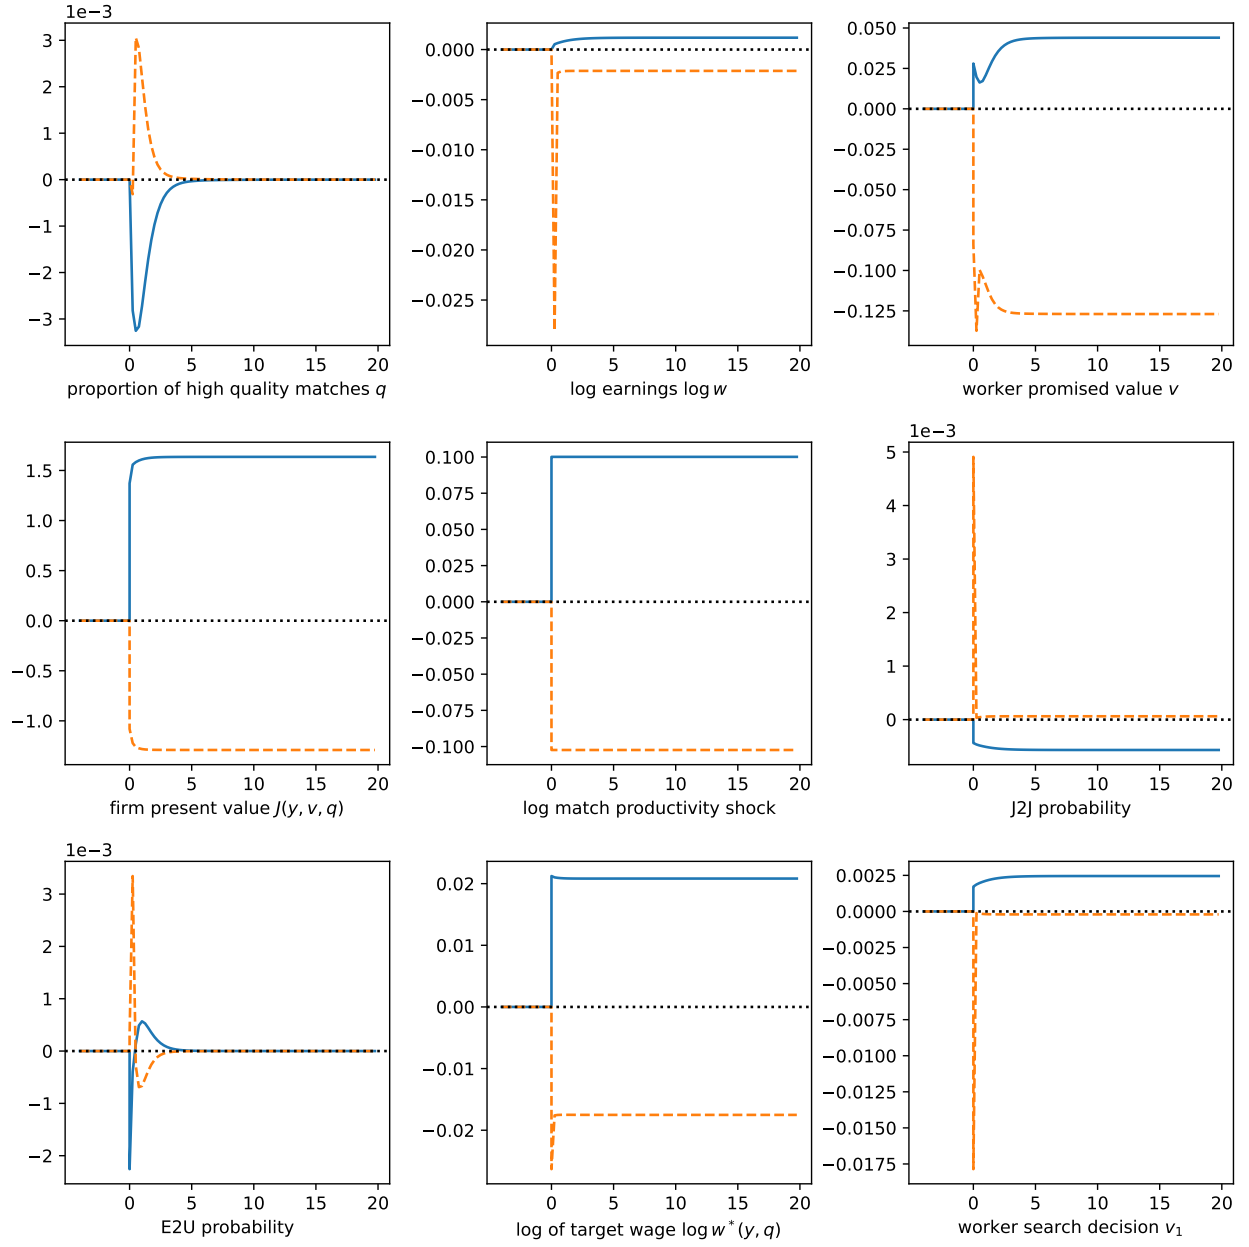 1e−3
3
2
1
0
−1
−2
−3
0 5 10 15 20
proportion of high quality matches q
0.000
−0.005
−0.010
−0.015
−0.020
−0.025
0 5 10 15 20
log earnings log w
0.050
0.025
0.000
−0.025
−0.050
−0.075
−0.100
−0.125
0 5 10 15 20
worker promised value v
1.5
1.0
0.5
0.0
−0.5
−1.0
0 5 10 15 20
firm present value J(y, v, q)
0.100
0.075
0.050
0.025
0.000
−0.025
−0.050
−0.075
−0.100
0 5 10 15 20
log match productivity shock
1e−3
5
4
3
2
1
0
0 5 10 15 20
J2J probability
1e−3
3
2
1
0
−1
−2
0 5 10 15 20
E2U probability
0.02
0.01
0.00
−0.01
−0.02
0 5 10 15 20
log of target wage log w*(y, q)
0.0025
0.0000
−0.0025
−0.0050
−0.0075
−0.0100
−0.0125
−0.0150
−0.0175
0 5 10 15 20
worker search decision v₁